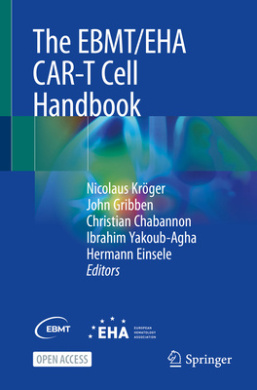 The EBMT/EHA
CAR-T Cell
Handbook
Nicolaus Kröger
John Gribben
Christian Chabannon
Ibrahim Yakoub-Agha
Hermann Einsele
Editors
EBMT
EHA
EUROPEAN
HEMATOLOGY
ASSOCIATION
OPEN ACCESS
Springer